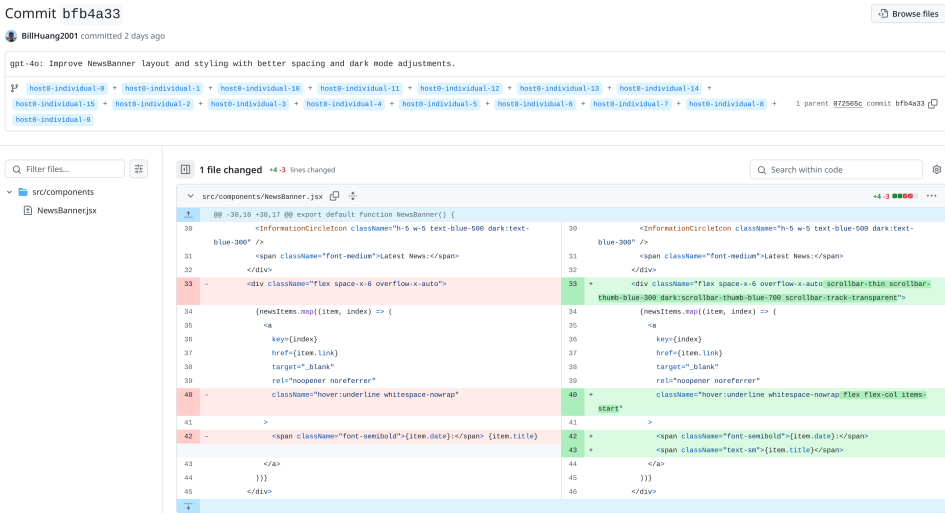 Commit bfb4a33
Browse files
BillHuang2001 committed 2 days ago
gpt-4o: Improve NewsBanner layout and styling with better spacing and dark mode adjustments.
host0-individual-0 + host0-individual-1 + host0-individual-10 + host0-individual-11 + host0-individual-12 + host0-individual-13 + host0-individual-14 +
host0-individual-15 + host0-individual-2 + host0-individual-3 + host0-individual-4 + host0-individual-5 + host0-individual-6 + host0-individual-7 + host0-individual-8 +
host0-individual-9
1 parent 072565c commit bfb4a33
Filter files...
src/components
NewsBanner.jsx
1 file changed +4 -3 lines changed
Search within code
src/components/NewsBanner.jsx
+4 -3
@@ -30,16 +30,17 @@ export default function NewsBanner() {
30 <InformationCircleIcon className="h-5 w-5 text-blue-500 dark:text-
blue-300" />
31 <span className="font-medium">Latest News:</span>
32 </div>
33 - <div className="flex space-x-6 overflow-x-auto">
34 {newsItems.map((item, index) => (
35 <a
36 key={index}
37 href={item.link}
38 target="_blank"
39 rel="noopener noreferrer"
40 - className="hover:underline whitespace-nowrap"
41 >
42 - <span className="font-semibold">{item.date}:</span> {item.title}
43 </a>
44 ))}
45 </div>
30 <InformationCircleIcon className="h-5 w-5 text-blue-500 dark:text-
blue-300" />
31 <span className="font-medium">Latest News:</span>
32 </div>
33 + <div className="flex space-x-6 overflow-x-auto scrollbar-thin scrollbar-
thumb-blue-300 dark:scrollbar-thumb-blue-700 scrollbar-track-transparent">
34 {newsItems.map((item, index) => (
35 <a
36 key={index}
37 href={item.link}
38 target="_blank"
39 rel="noopener noreferrer"
40 + className="hover:underline whitespace-nowrap flex flex-col items-
start"
41 >
42 + <span className="font-semibold">{item.date}:</span>
43 + <span className="text-sm">{item.title}</span>
44 </a>
45 ))}
46 </div>